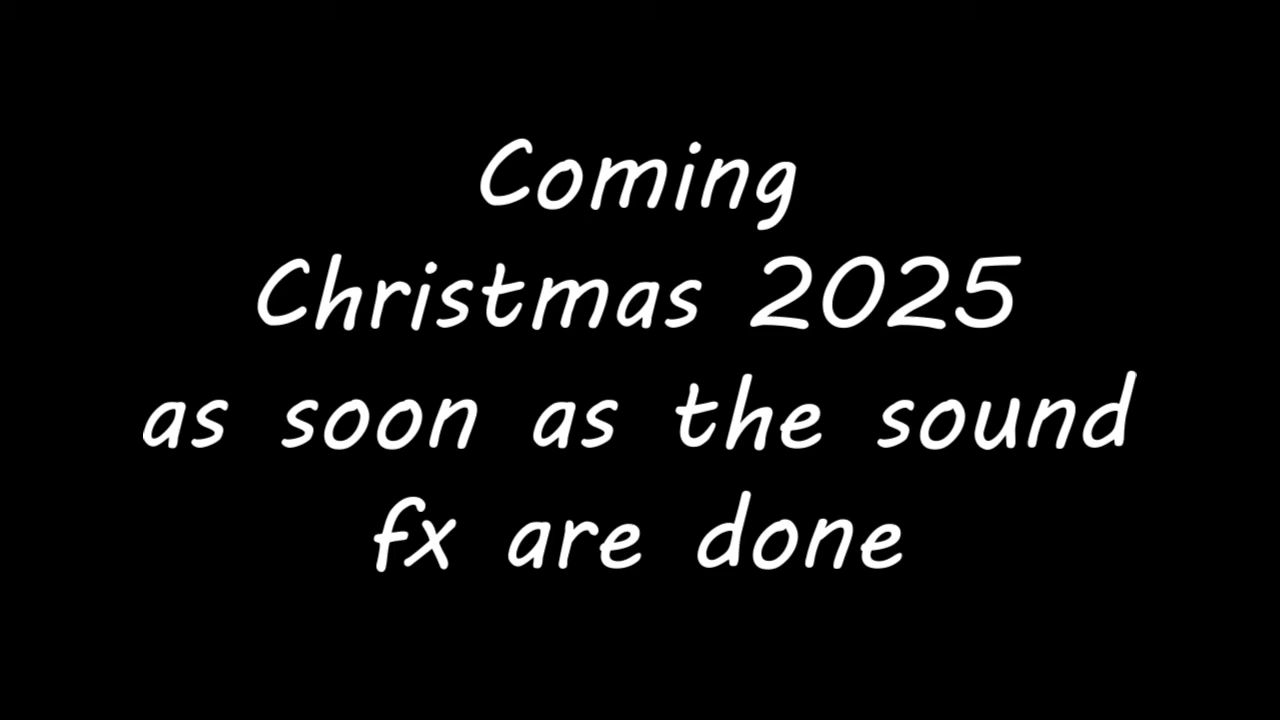 Coming
Christmas 2025
as soon as the sound
fx are done